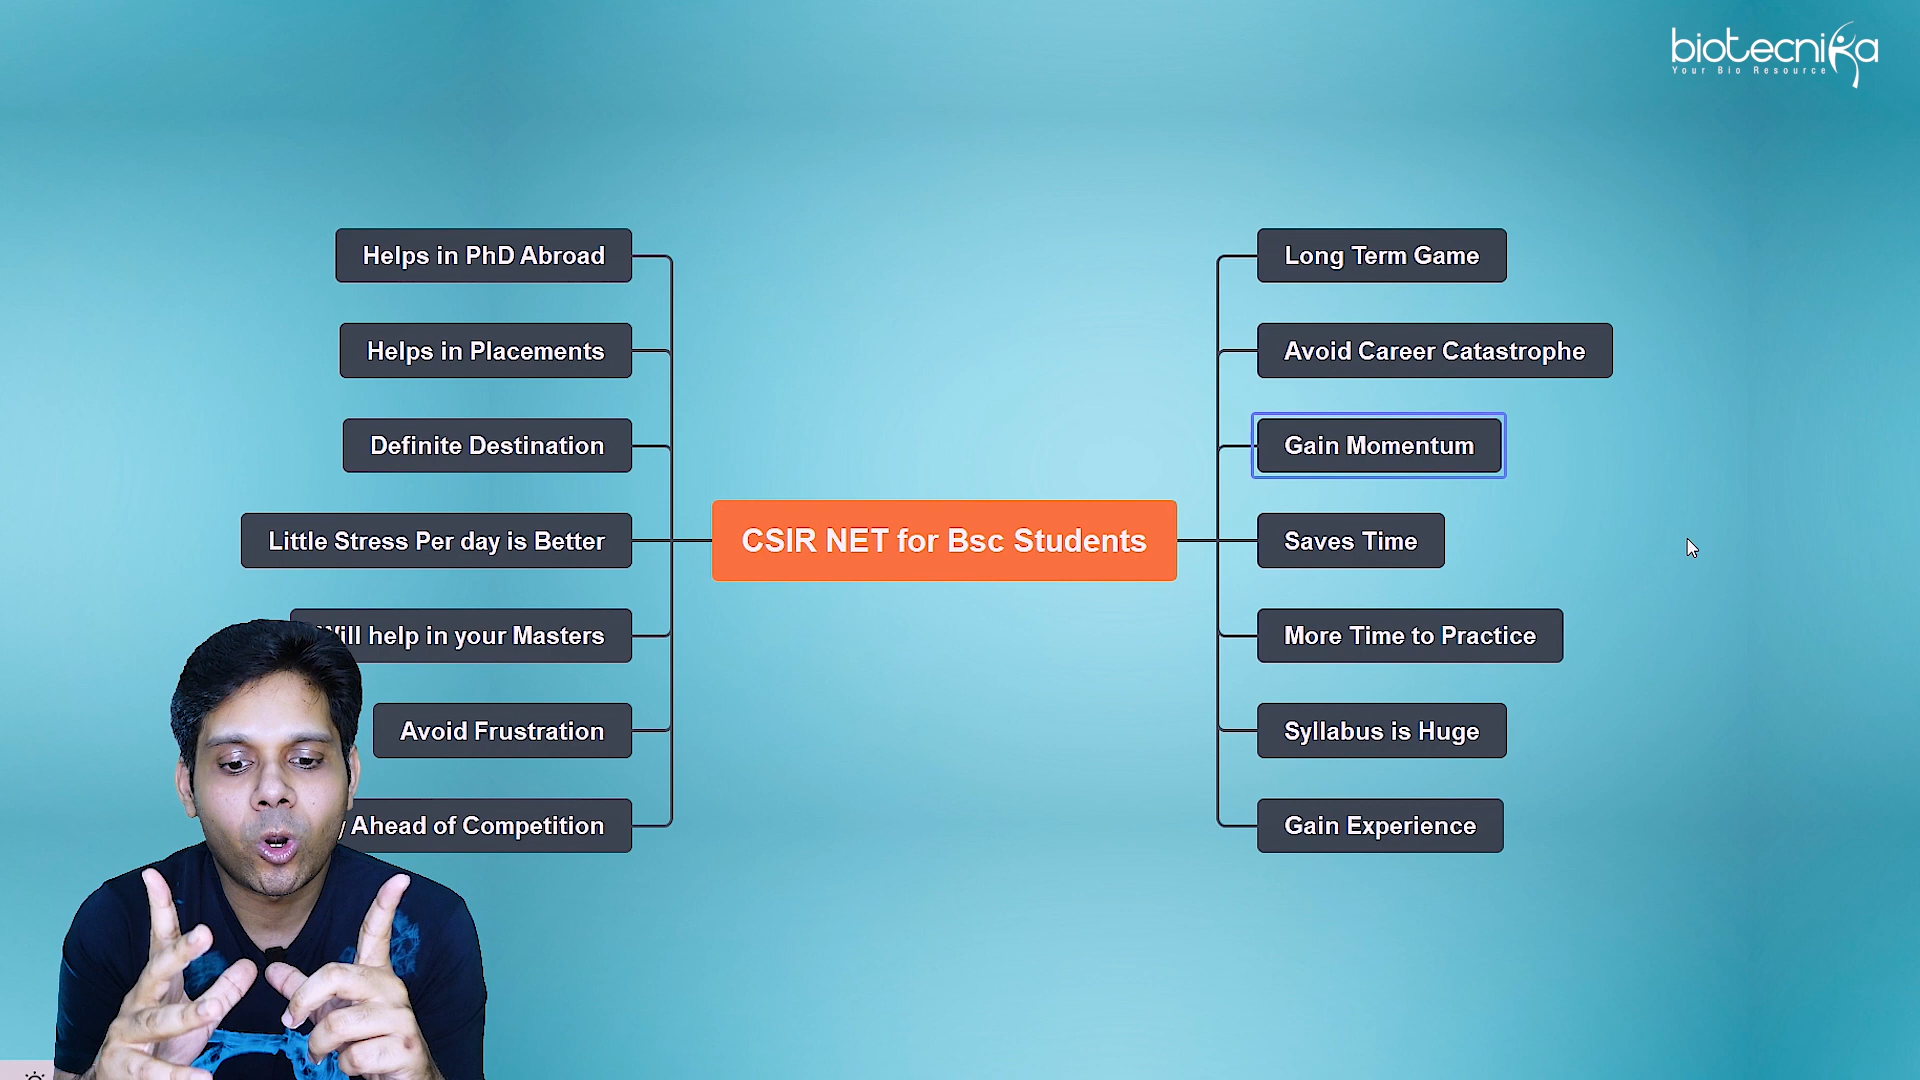 biotecnika
Your Bio Resource
Helps in PhD Abroad
Helps in Placements
Definite Destination
Little Stress Per day is Better
Will help in your Masters
Avoid Frustration
Ahead of Competition
CSIR NET for Bsc Students
Long Term Game
Avoid Career Catastrophe
Gain Momentum
Saves Time
More Time to Practice
Syllabus is Huge
Gain Experience